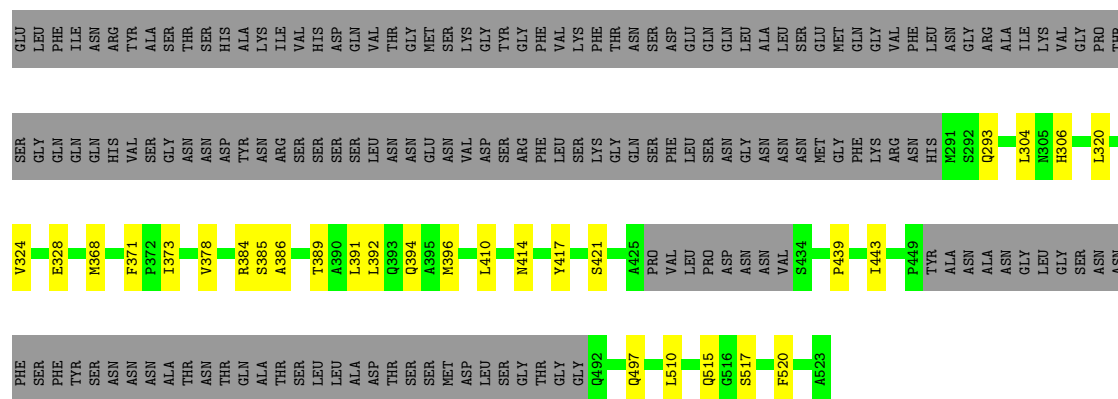 GLU LEU PHE ILE ASN ARG TYR ALA SER THR SER HIS ALA LYS ILE VAL HIS ASP GLN VAL THR GLY MET SER LYS GLY TYR GLY PHE VAL LYS PHE THR ASN SER ASP GLU GLN GLN LEU ALA LEU SER GLU MET GLN GLY VAL PHE LEU ASN GLY ARG ALA ILE LYS VAL GLY PRO THR
SER GLY GLN GLN GLN HIS VAL SER GLY ASN ASN ASP TYR ASN ARG SER SER SER SER LEU ASN ASN GLU ASN VAL ASP SER ARG PHE LEU SER LYS GLY GLN SER PHE LEU SER ASN GLY ASN ASN ASN MET GLY PHE LYS ARG ASN HIS M291 S292 Q293 L304 N305 H306 L320
V324 E328 M368 F371 P372 I373 V378 R384 S385 A386 T389 A390 L391 L392 Q393 Q394 A395 M396 L410 N414 Y417 S421 A425 PRO VAL LEU PRO ASP ASN ASN VAL S434 P439 I443 P449 TYR ALA ASN ALA ASN GLY LEU GLY SER ASN ASN
PHE SER PHE TYR SER ASN ASN ASN ALA THR ASN THR GLN ALA THR SER LEU LEU ALA ASP THR SER SER MET ASP LEU SER GLY THR GLY GLY Q492 Q497 L510 Q515 G516 S517 F520 A523